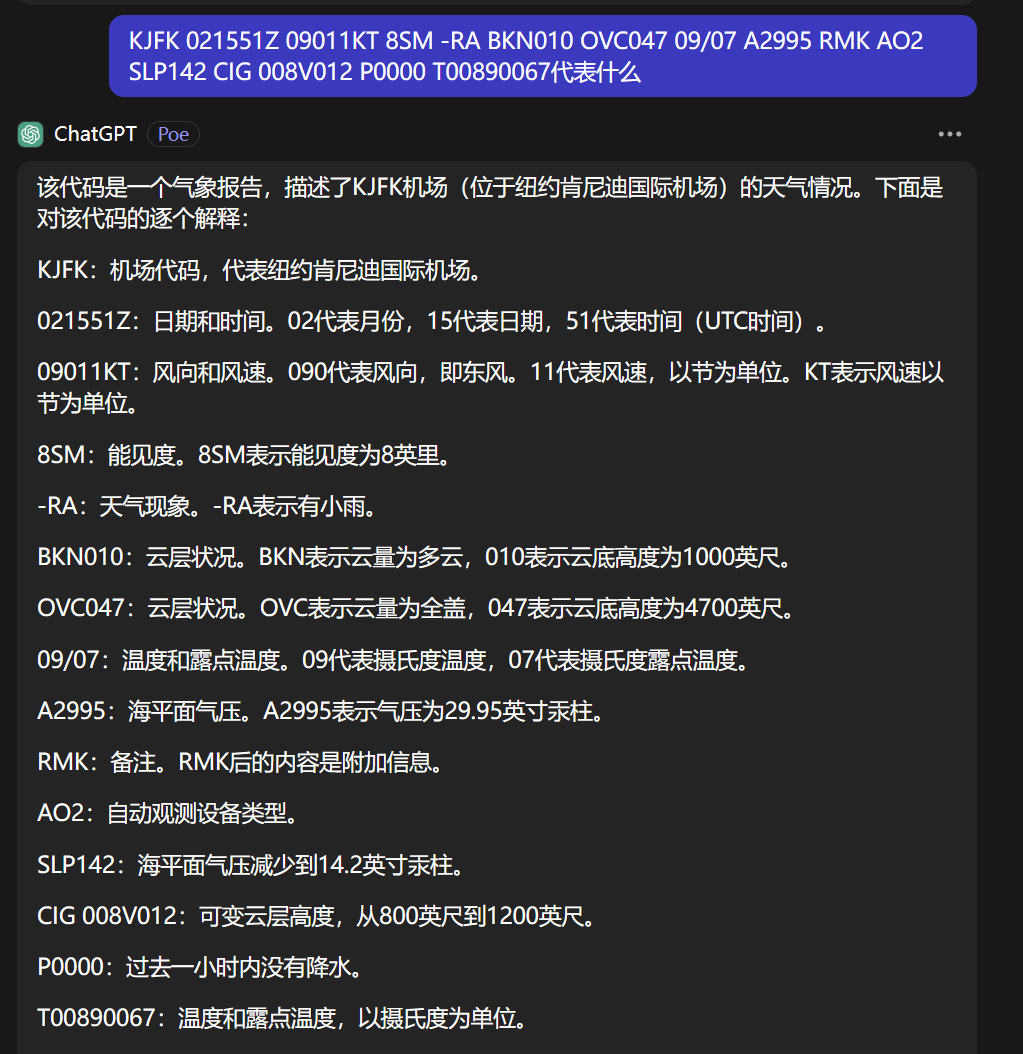 KJFK 021551Z 09011KT 8SM -RA BKN010 OVC047 09/07 A2995 RMK AO2
SLP142 CIG 008V012 P0000 T00890067代表什么
ChatGPT Poe
该代码是一个气象报告，描述了KJFK机场（位于纽约肯尼迪国际机场）的天气情况。下面是
对该代码的逐个解释：
KJFK：机场代码，代表纽约肯尼迪国际机场。
021551Z：日期和时间。02代表月份，15代表日期，51代表时间（UTC时间）。
09011KT：风向和风速。090代表风向，即东风。11代表风速，以节为单位。KT表示风速以
节为单位。
8SM：能见度。8SM表示能见度为8英里。
-RA：天气现象。-RA表示有小雨。
BKN010：云层状况。BKN表示云量为多云，010表示云底高度为1000英尺。
OVC047：云层状况。OVC表示云量为全盖，047表示云底高度为4700英尺。
09/07：温度和露点温度。09代表摄氏度温度，07代表摄氏度露点温度。
A2995：海平面气压。A2995表示气压为29.95英寸汞柱。
RMK：备注。RMK后的内容是附加信息。
AO2：自动观测设备类型。
SLP142：海平面气压减少到14.2英寸汞柱。
CIG 008V012：可变云层高度，从800英尺到1200英尺。
P0000：过去一小时内没有降水。
T00890067：温度和露点温度，以摄氏度为单位。